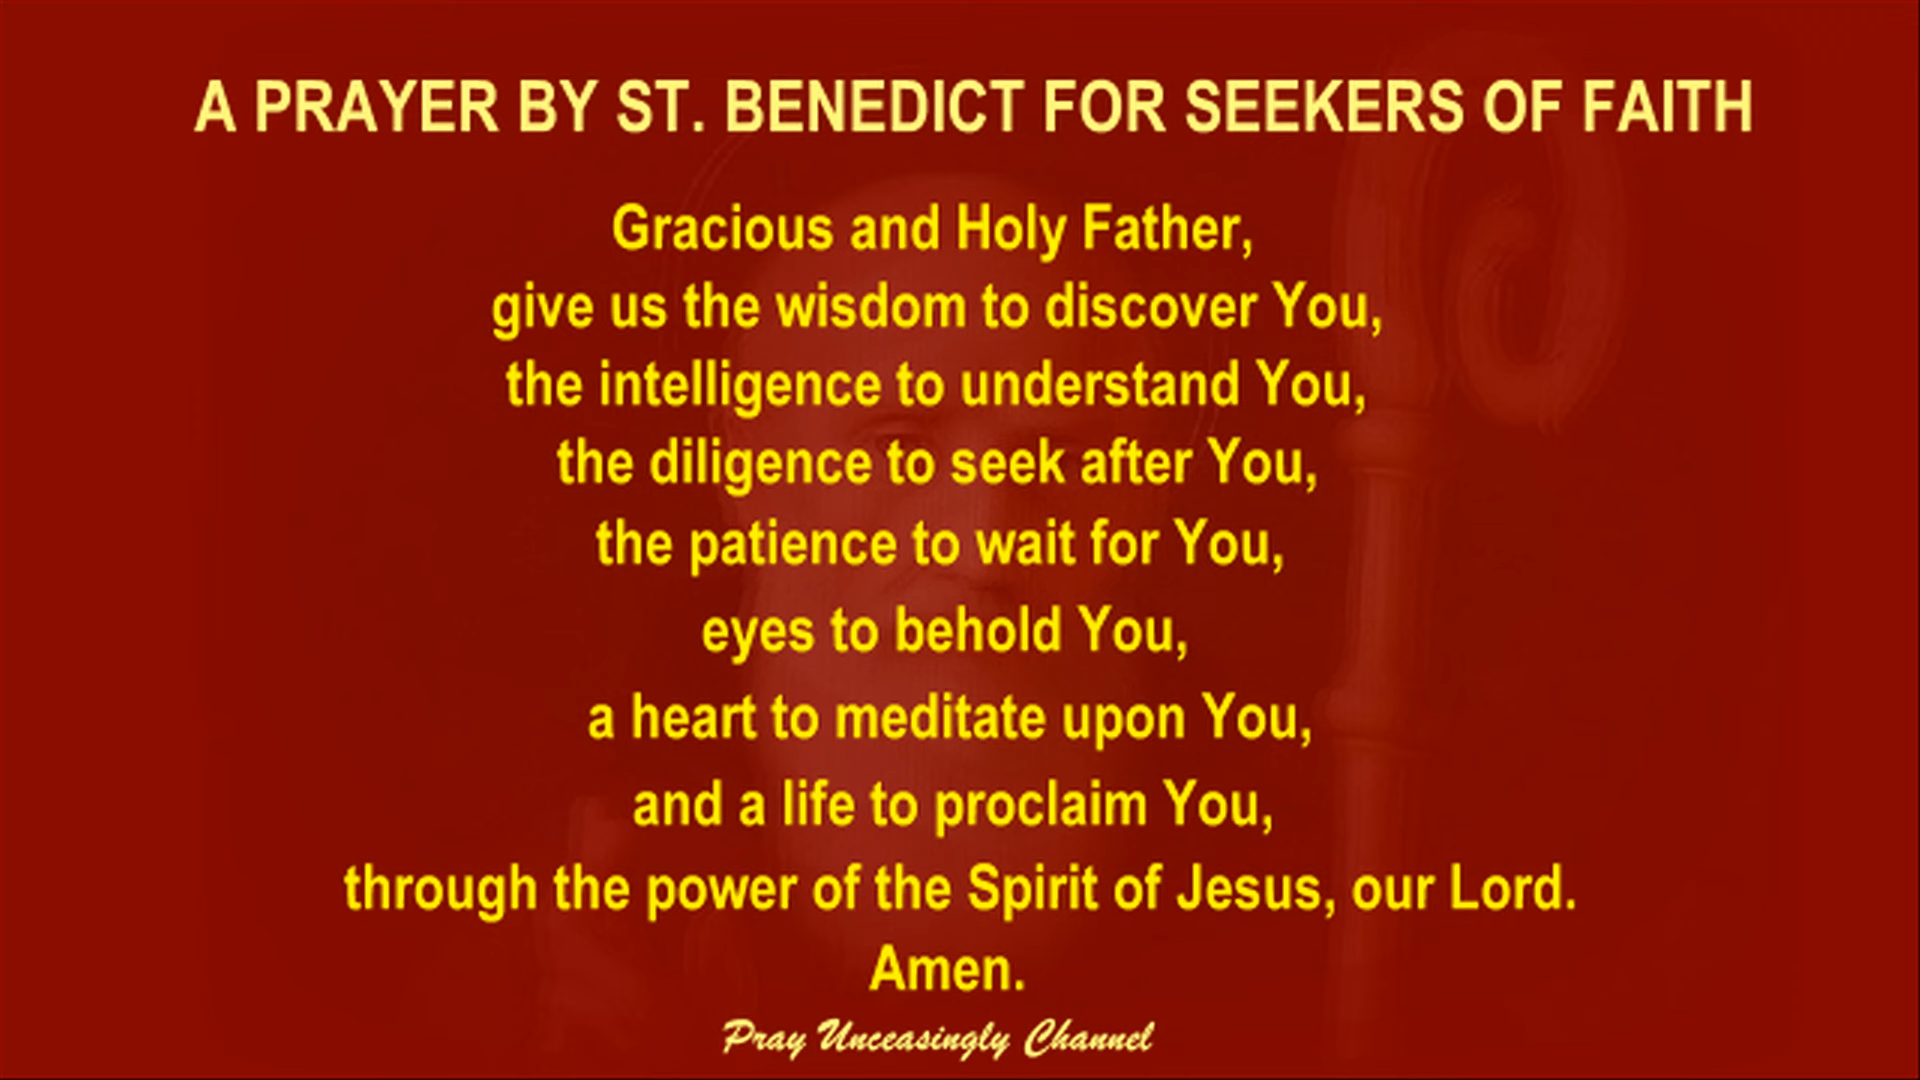 A PRAYER BY ST. BENEDICT FOR SEEKERS OF FAITH
Gracious and Holy Father,
give us the wisdom to discover You,
the intelligence to understand You,
the diligence to seek after You,
the patience to wait for You,
eyes to behold You,
a heart to meditate upon You,
and a life to proclaim You,
through the power of the Spirit of Jesus, our Lord.
Amen.
Pray Unceasingly Channel